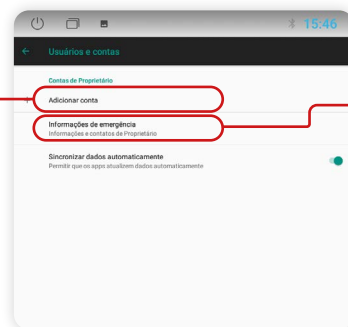 15:46
Usuários e contas
Contas de Proprietário
+ Adicionar conta
Informações de emergência
Informações e contatos de Proprietário
Sincronizar dados automaticamente
Permitir que os apps atualizem dados automaticamente